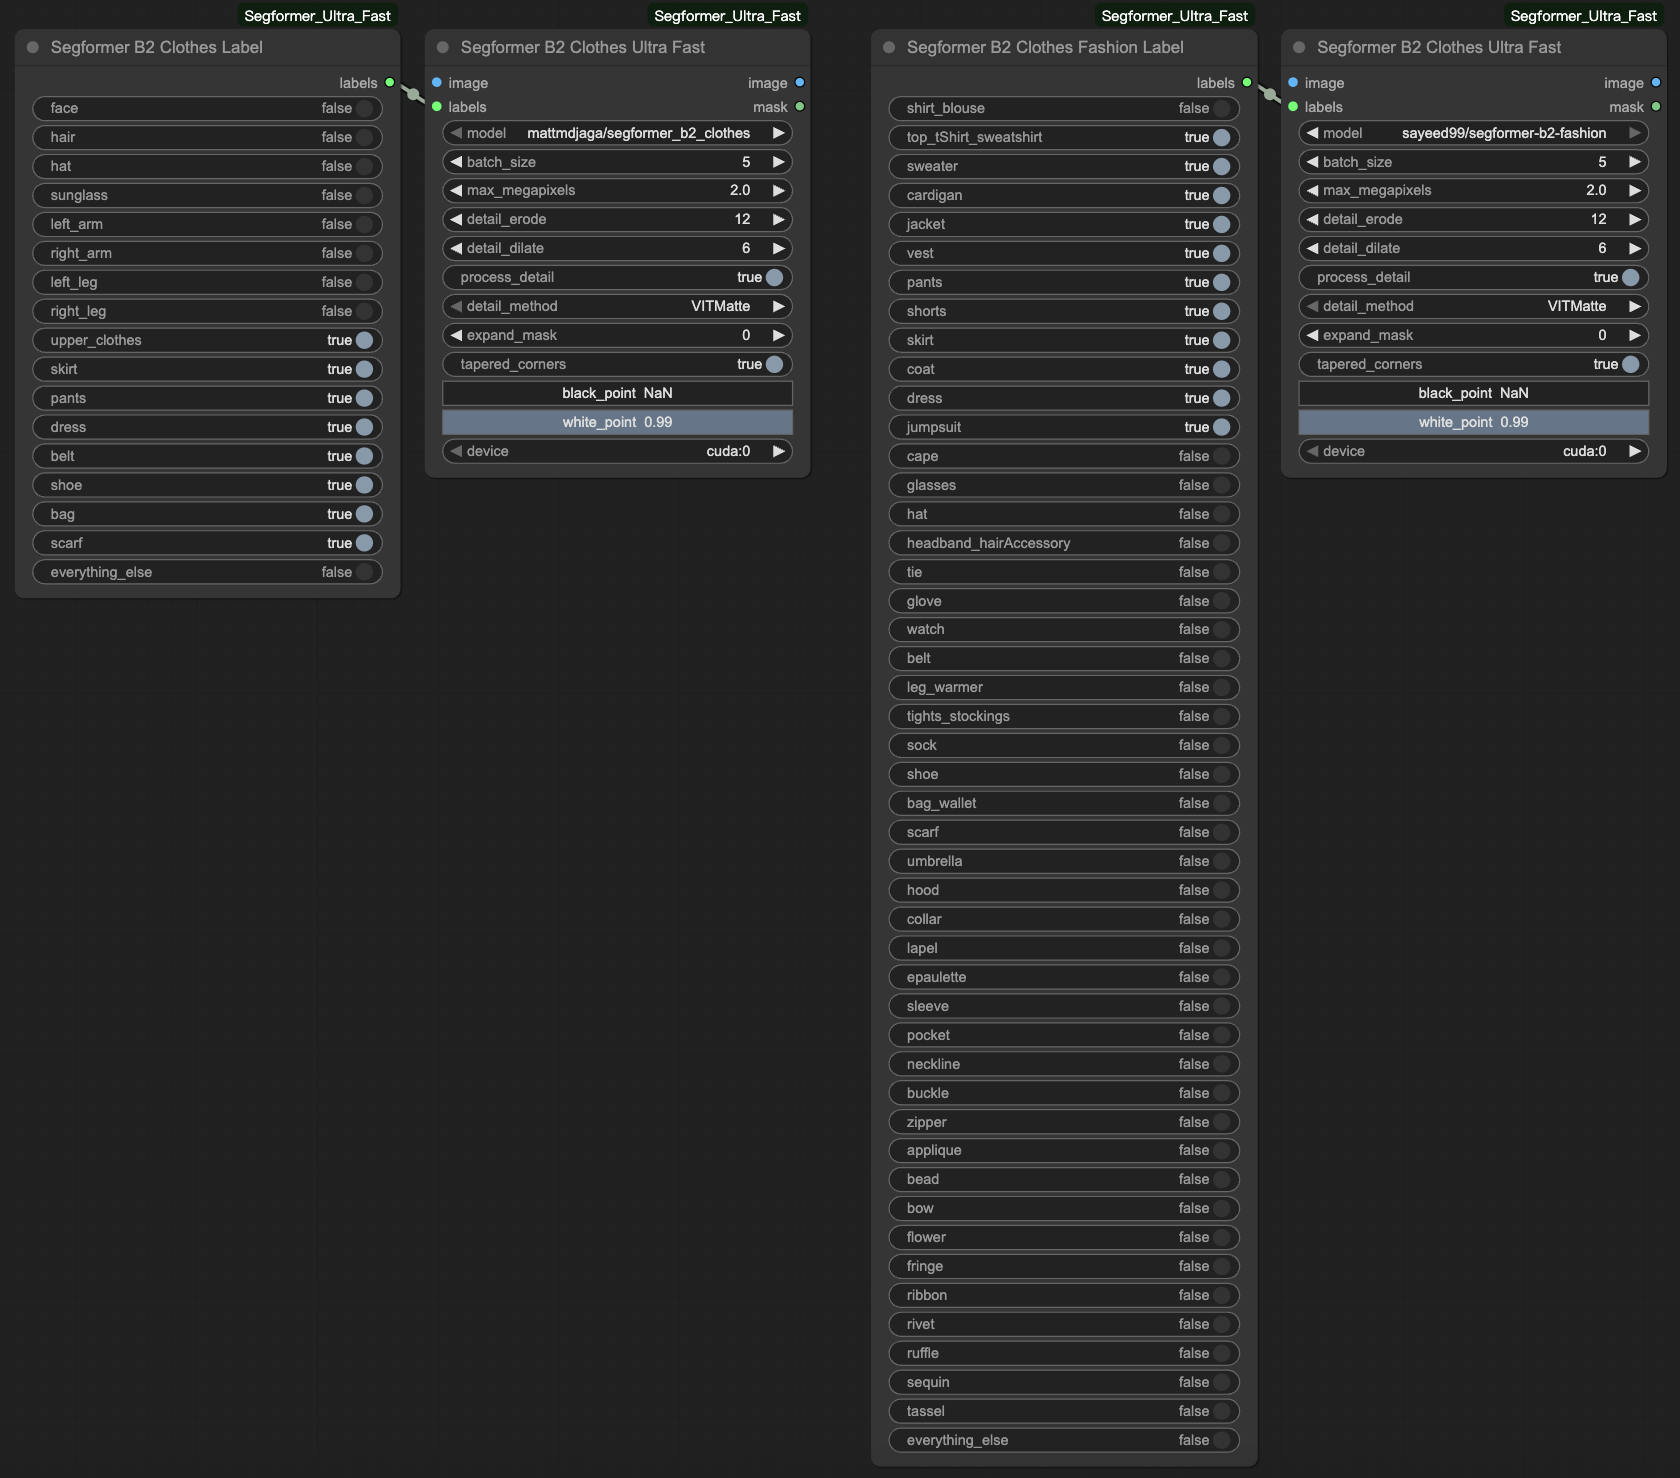 Segformer_Ultra_Fast
Segformer B2 Clothes Label
labels
face false
hair false
hat false
sunglass false
left_arm false
right_arm false
left_leg false
right_leg false
upper_clothes true
skirt true
pants true
dress true
belt true
shoe true
bag true
scarf true
everything_else false
Segformer_Ultra_Fast
Segformer B2 Clothes Ultra Fast
image image
labels mask
model mattmdjaga/segformer_b2_clothes
batch_size 5
max_megapixels 2.0
detail_erode 12
detail_dilate 6
process_detail true
detail_method VITMatte
expand_mask 0
tapered_corners true
black_point NaN
white_point 0.99
device cuda:0
Segformer_Ultra_Fast
Segformer B2 Clothes Fashion Label
labels
shirt_blouse false
top_tShirt_sweatshirt true
sweater true
cardigan true
jacket true
vest true
pants true
shorts true
skirt true
coat true
dress true
jumpsuit true
cape false
glasses false
hat false
headband_hairAccessory false
tie false
glove false
watch false
belt false
leg_warmer false
tights_stockings false
sock false
shoe false
bag_wallet false
scarf false
umbrella false
hood false
collar false
lapel false
epaulette false
sleeve false
pocket false
neckline false
buckle false
zipper false
applique false
bead false
bow false
flower false
fringe false
ribbon false
rivet false
ruffle false
sequin false
tassel false
everything_else false
Segformer_Ultra_Fast
Segformer B2 Clothes Ultra Fast
image image
labels mask
model sayeed99/segformer-b2-fashion
batch_size 5
max_megapixels 2.0
detail_erode 12
detail_dilate 6
process_detail true
detail_method VITMatte
expand_mask 0
tapered_corners true
black_point NaN
white_point 0.99
device cuda:0